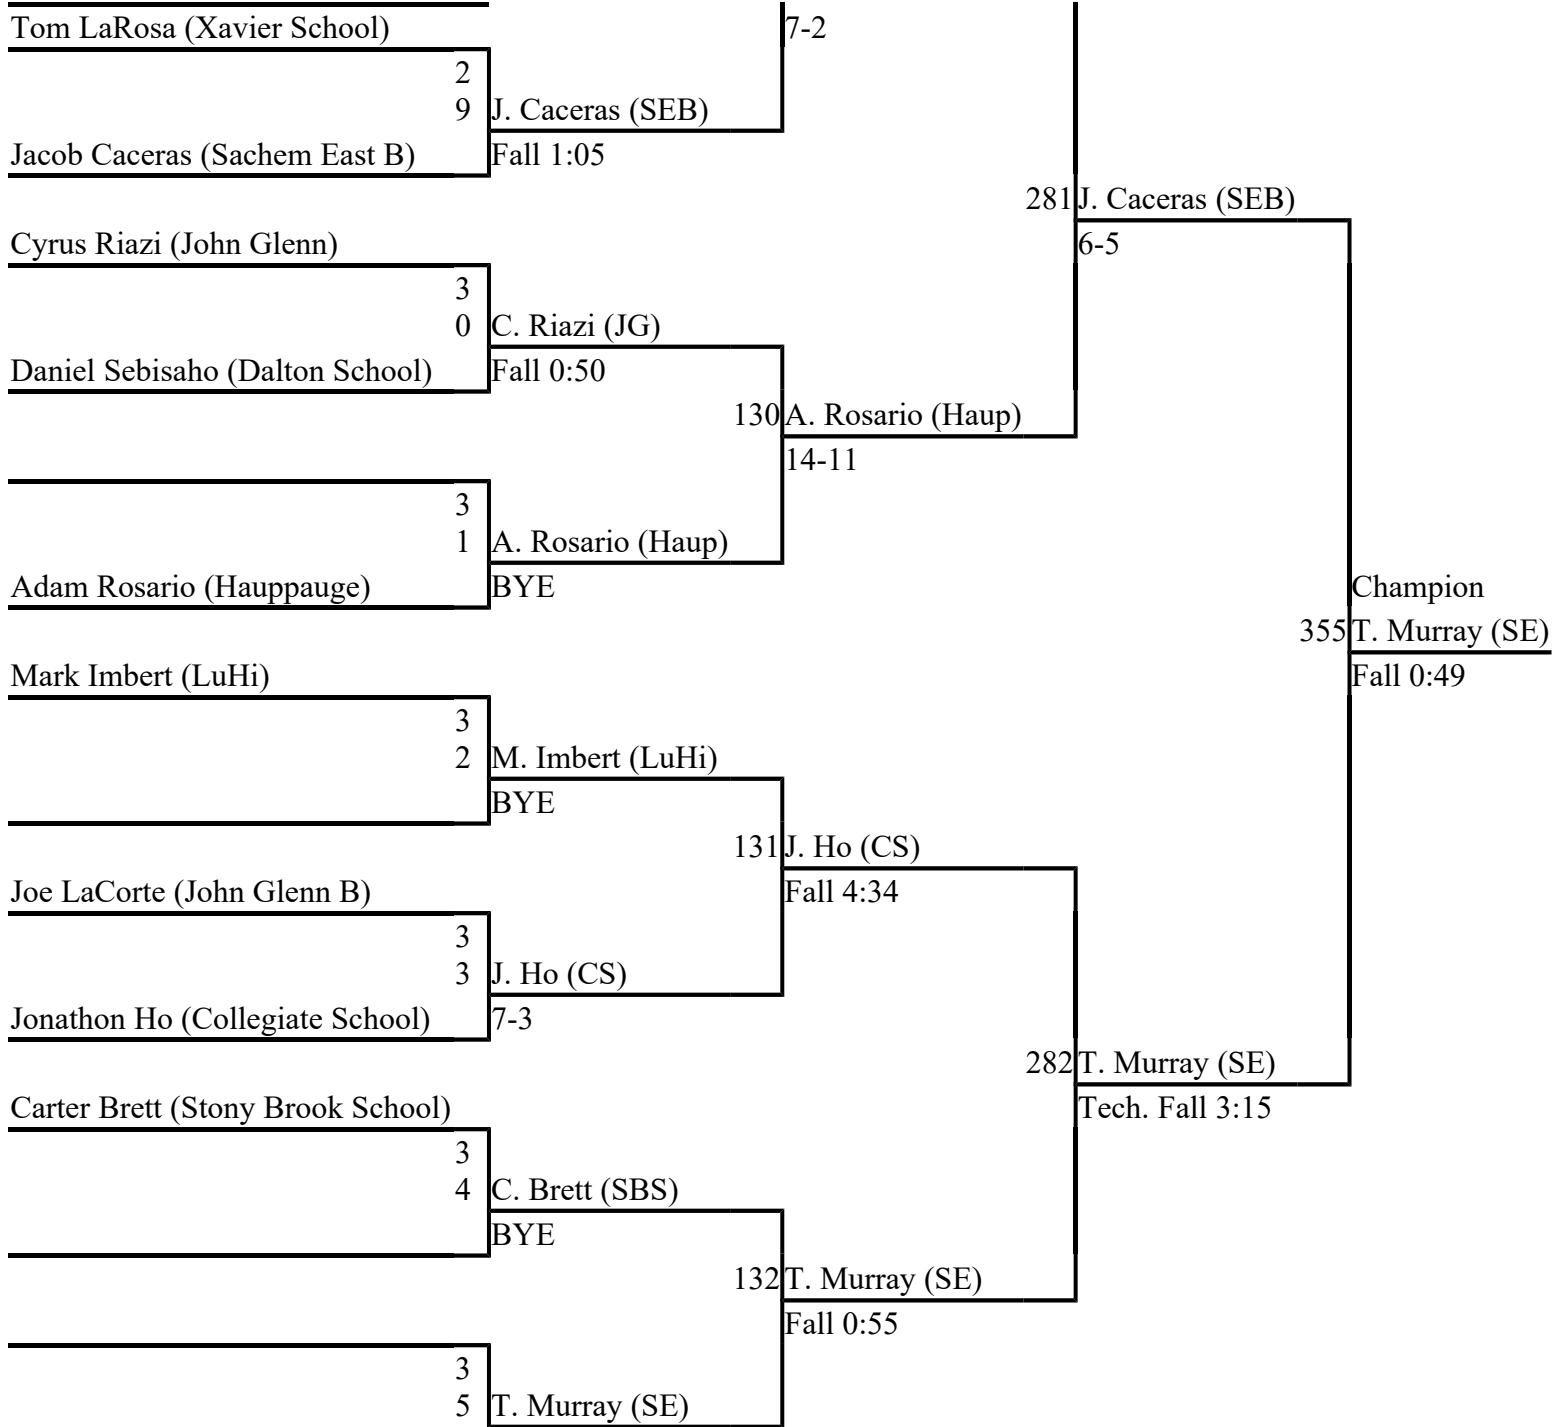 Tom LaRosa (Xavier School)
7-2
2
9
J. Caceras (SEB)
Jacob Caceras (Sachem East B)
Fall 1:05
281
J. Caceras (SEB)
Cyrus Riazi (John Glenn)
6-5
3
0
C. Riazi (JG)
Daniel Sebisaho (Dalton School)
Fall 0:50
130
A. Rosario (Haup)
14-11
3
1
A. Rosario (Haup)
Adam Rosario (Hauppauge)
BYE
Champion
355
T. Murray (SE)
Mark Imbert (LuHi)
Fall 0:49
3
2
M. Imbert (LuHi)
BYE
131
J. Ho (CS)
Joe LaCorte (John Glenn B)
Fall 4:34
3
3
J. Ho (CS)
Jonathon Ho (Collegiate School)
7-3
282
T. Murray (SE)
Carter Brett (Stony Brook School)
Tech. Fall 3:15
3
4
C. Brett (SBS)
BYE
132
T. Murray (SE)
Fall 0:55
3
5
T. Murray (SE)